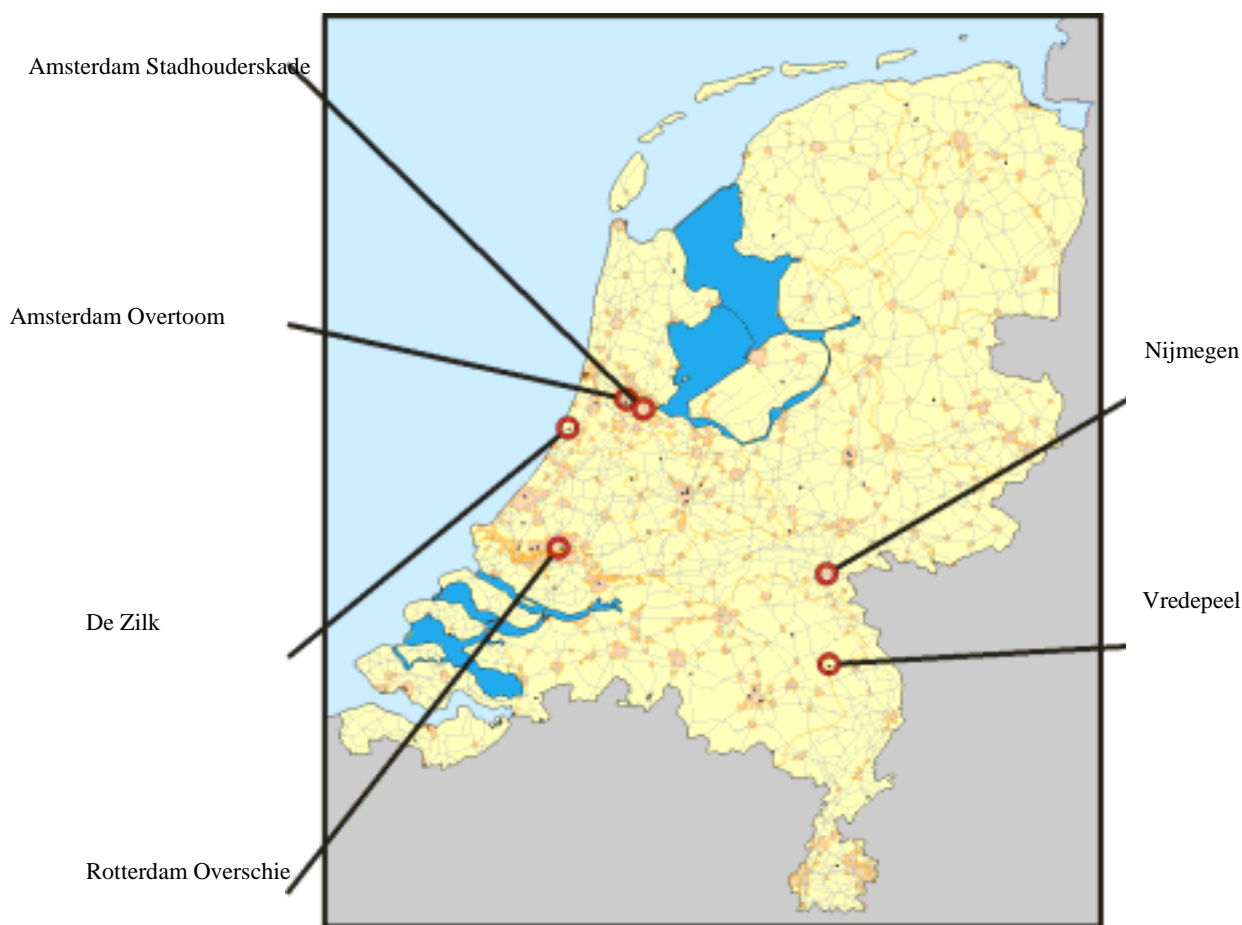 Amsterdam Stadhouderskade
Amsterdam Overtoom
Nijmegen
Vredepeel
De Zilk
Rotterdam Overschie